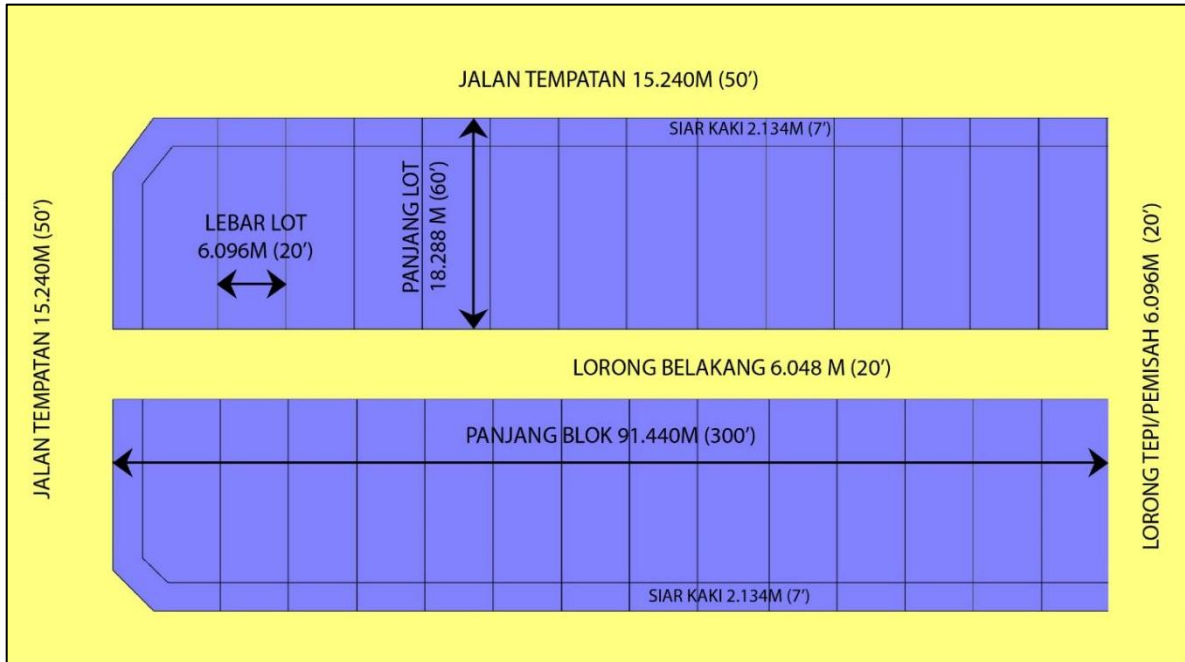 JALAN TEMPATAN 15.240M (50')
SIAR KAKI 2.134M (7')
LEBAR LOT
6.096M (20')
PANJANG LOT
18.288 M (60')
JALAN TEMPATAN 15.240M (50')
LORONG TEPI/PEMISAH 6.096M (20')
LORONG BELAKANG 6.048 M (20')
PANJANG BLOK 91.440M (300')
SIAR KAKI 2.134M (7')